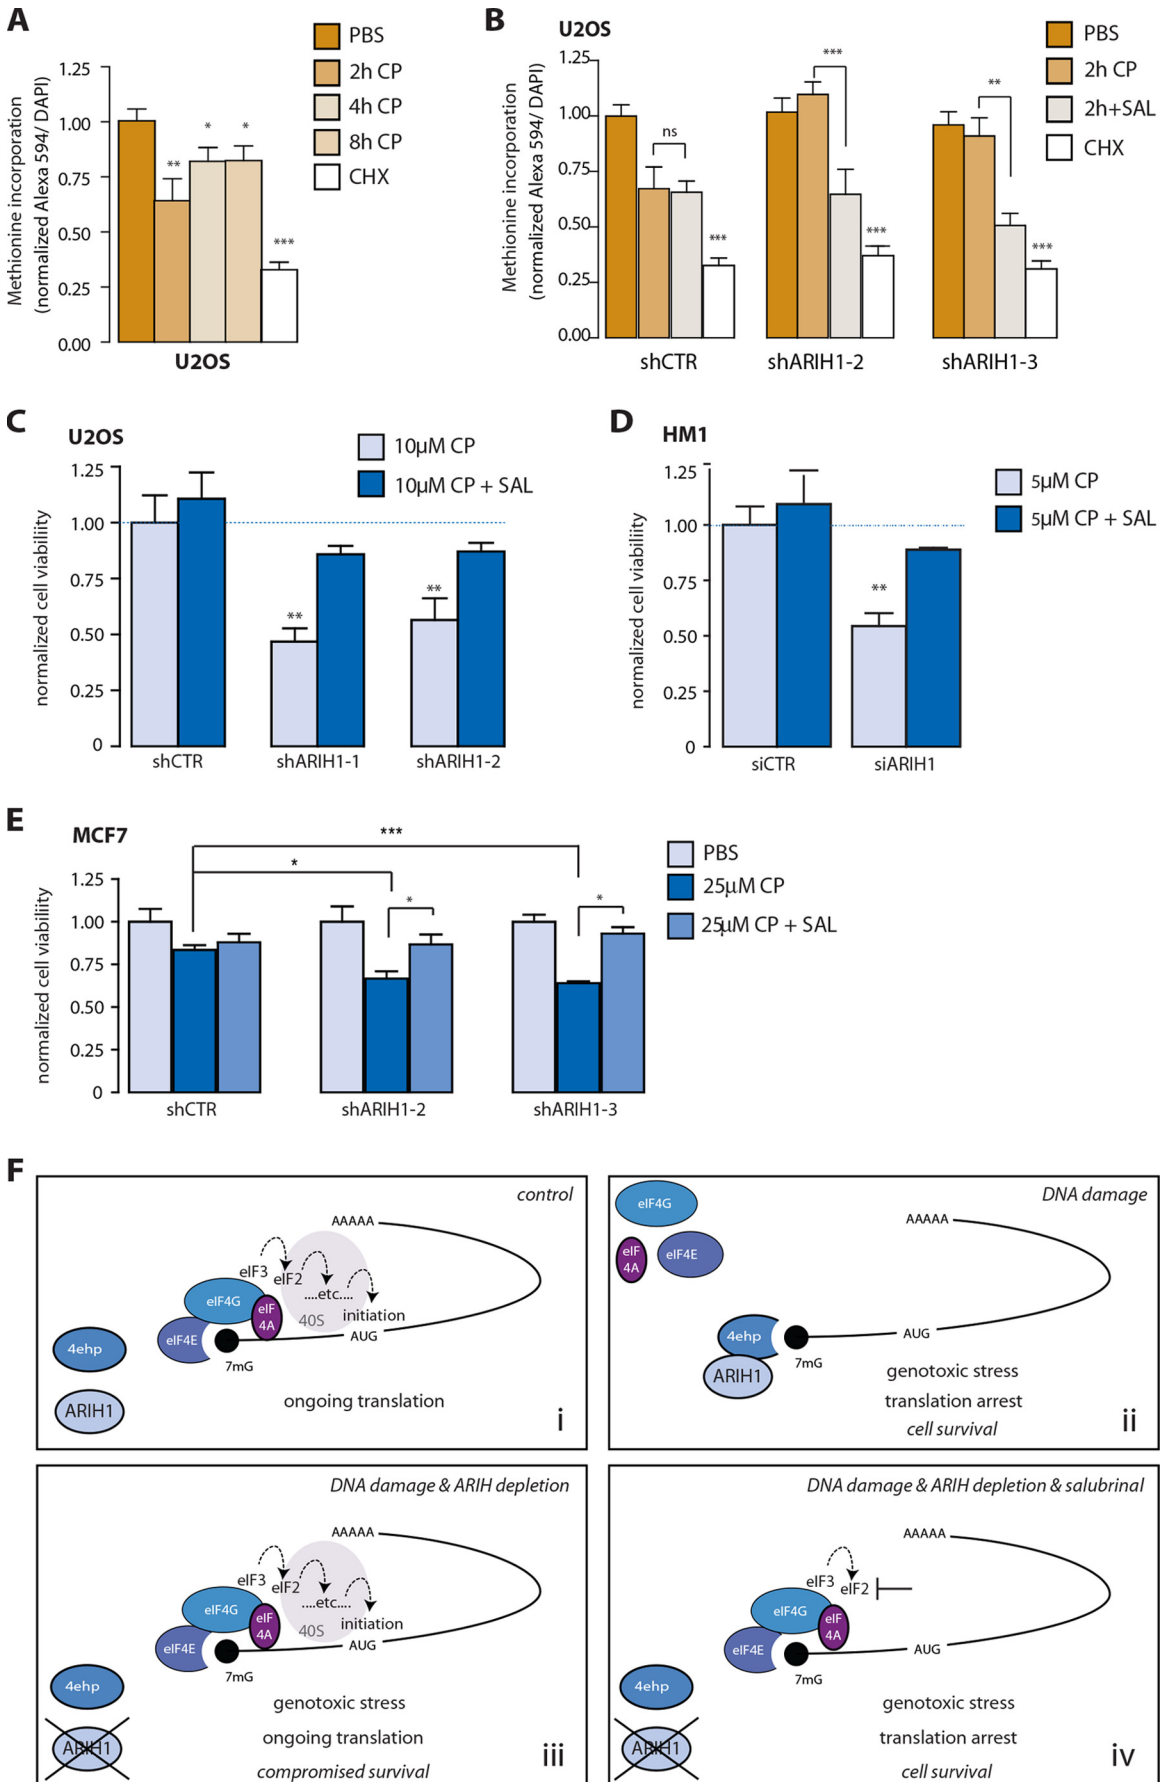 A
PBS
2h CP
4h CP
8h CP
CHX
Methionine incorporation
(normalized Alexa 594/ DAPI)
1.25
1.00
0.75
0.50
0.25
0.00
**
*
*
***
U2OS
B
U2OS
PBS
2h CP
2h+SAL
CHX
Methionine incorporation
(normalized Alexa 594/ DAPI)
1.25
1.00
0.75
0.50
0.25
0.00
ns
***
***
***
**
***
shCTR
shARIH1-2
shARIH1-3
C
U2OS
10μM CP
10μM CP + SAL
normalized cell viabiliity
1.25
1.00
0.75
0.50
0.25
0
**
**
shCTR
shARIH1-1
shARIH1-2
D
HM1
5μM CP
5μM CP + SAL
normalized cell viabiliity
1.25
1.00
0.75
0.50
0.25
0
**
siCTR
siARIH1
E
MCF7
PBS
25μM CP
25μM CP + SAL
normalized cell viabiliity
1.25
1.00
0.75
0.50
0.25
0
***
*
*
*
shCTR
shARIH1-2
shARIH1-3
F
control
AAAAA
eIF3
eIF2
....etc....
initiation
eIF4G
eIF
4A
40S
AUG
eIF4E
7mG
4ehp
ARIH1
ongoing translation
i
DNA damage
eIF4G
eIF
4A
eIF4E
AAAAA
4ehp
ARIH1
7mG
AUG
genotoxic stress
translation arrest
cell survival
ii
DNA damage & ARIH depletion
AAAAA
eIF3
eIF2
....etc....
initiation
eIF4G
eIF
4A
40S
AUG
eIF4E
7mG
4ehp
ARIH1
genotoxic stress
ongoing translation
compromised survival
iii
DNA damage & ARIH depletion & salubrinal
AAAAA
eIF3
eIF2
eIF4G
eIF
4A
AUG
eIF4E
7mG
4ehp
ARIH1
genotoxic stress
translation arrest
cell survival
iv